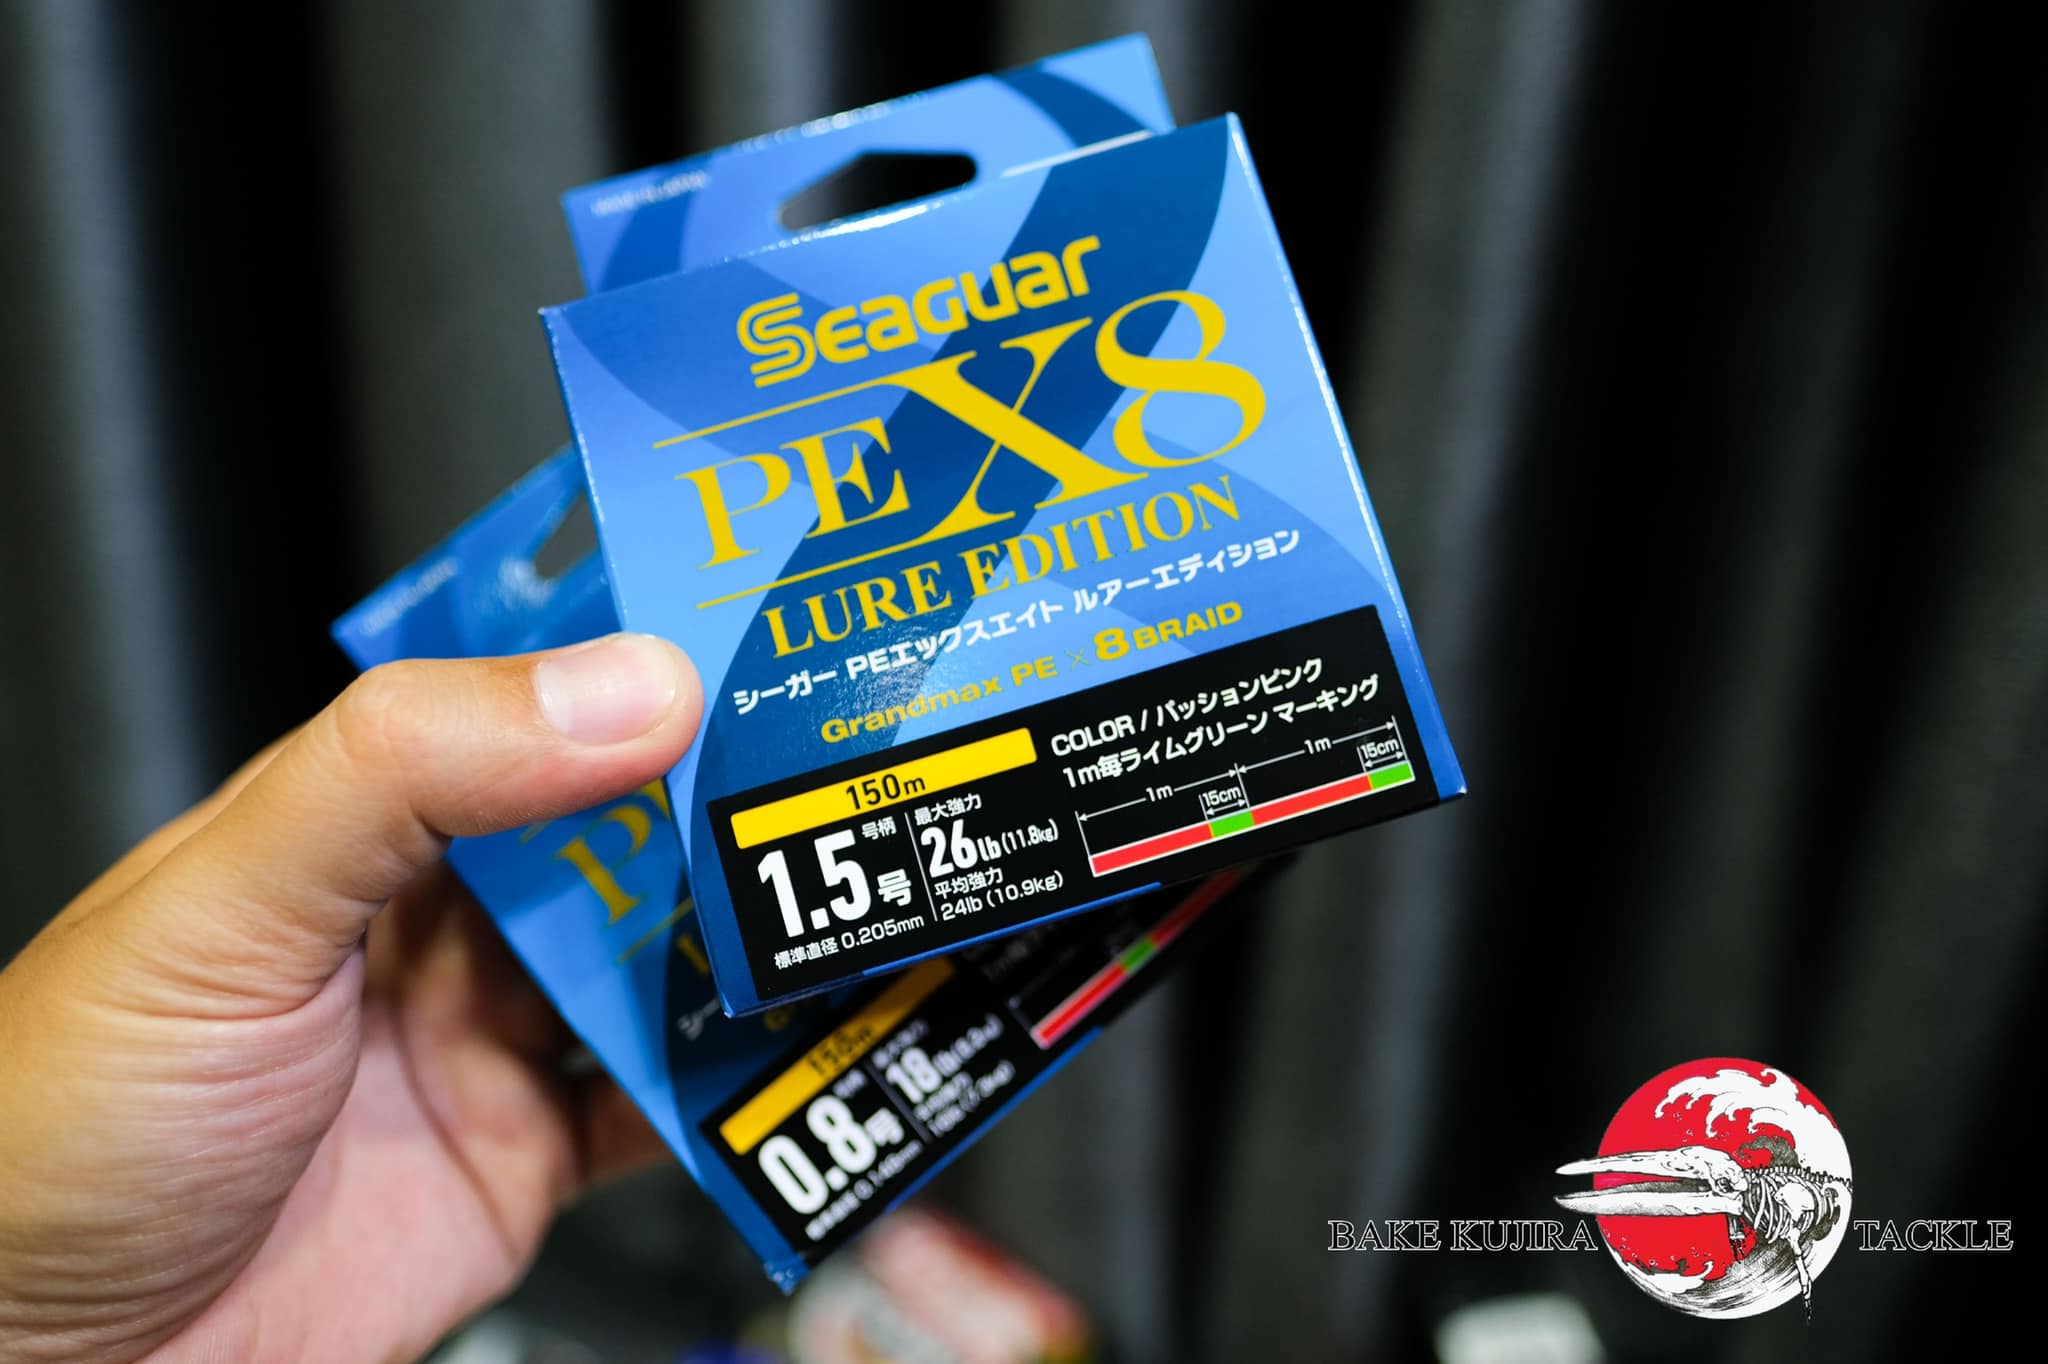 SEAGUAR
PE X8
LURE EDITION
シーガー PEエックスエイト ルアーエディション
Grandmax PE × 8 BRAID
150m
1.5号
号柄
標準直径 0.205mm
最大強力
26lb (11.8kg)
平均強力
24lb (10.9kg)
COLOR / パッションピンク
1m毎ライムグリーン マーキング
1m
15cm
1m
15cm
150m
0.8号
18lb
BAKE KUJIRA TACKLE